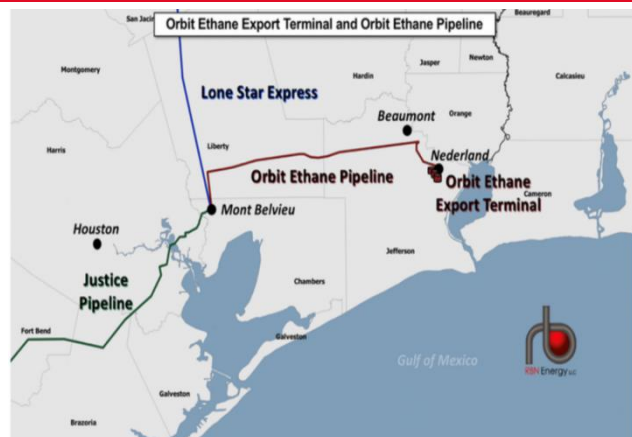 Orbit Ethane Export Terminal and Orbit Ethane Pipeline
San Jacinto
Beauregard
Jasper
Newton
Montgomery
Hardin
Calcasieu
Lone Star Express
Beaumont
Orange
Harris
Liberty
Nederland
Orbit Ethane Pipeline
Orbit Ethane
Export Terminal
Cameron
Mont Belvieu
Houston
Jefferson
Justice
Pipeline
Chambers
Fort Bend
Galveston
Gulf of Mexico
RBN Energy LLC
Galveston
Brazoria